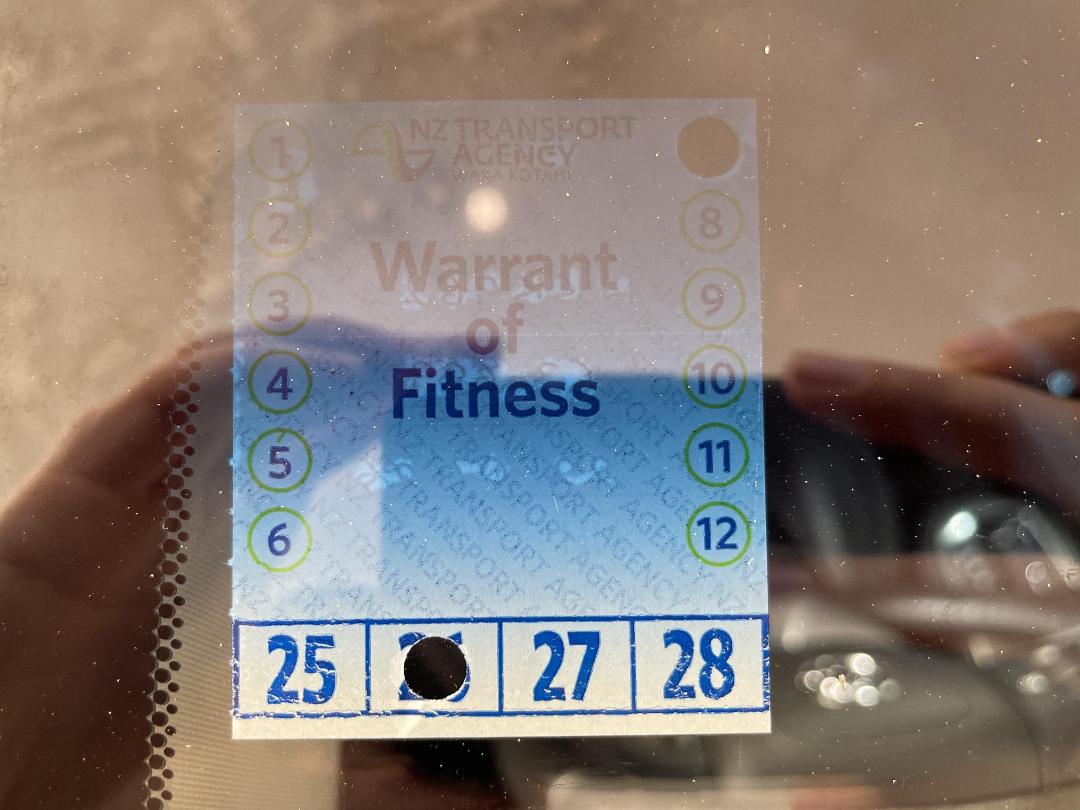 NZ TRANSPORT
AGENCY
WAKA KOTAHI
Warrant
of
Fitness
1
2
3
4
5
6
8
9
10
11
12
25 27 28